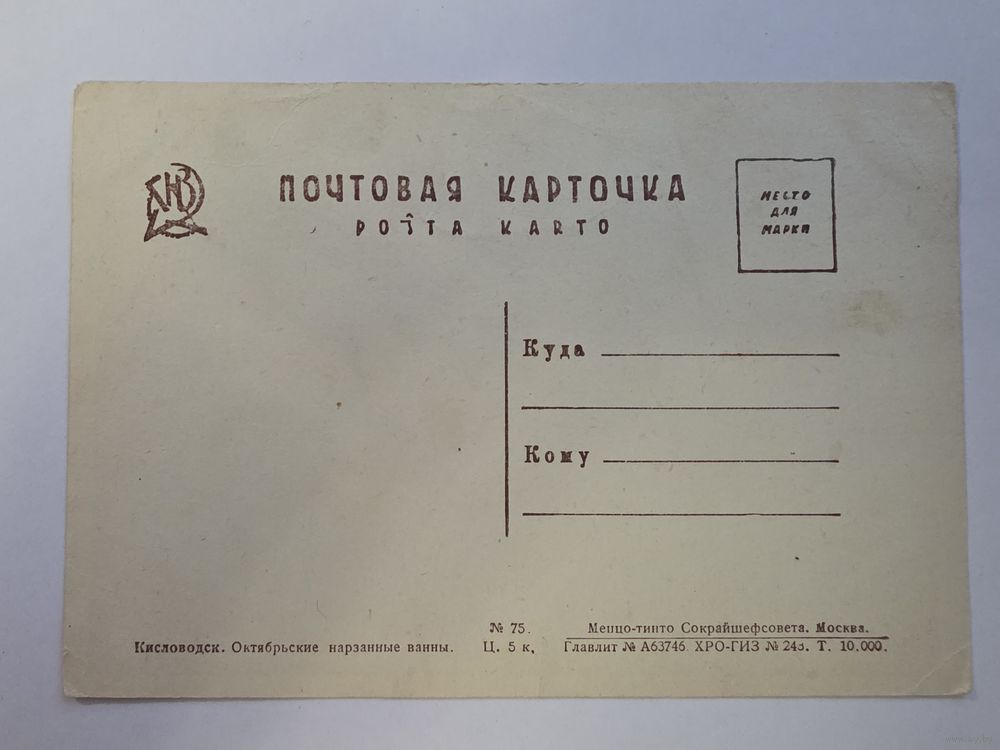 ГИЗ
ПОЧТОВАЯ КАРТОЧКА
POŜTA KARTO
МЕСТО
ДЛЯ
МАРКИ
Куда
Кому
№ 75.
Меццо-тинто Сокрайшефсовета. Москва.
Кисловодск. Октябрьские нарзанные ванны.
Ц. 5 к.
Главлит № А63746. ХРО-ГИЗ № 243. Т. 10.000.